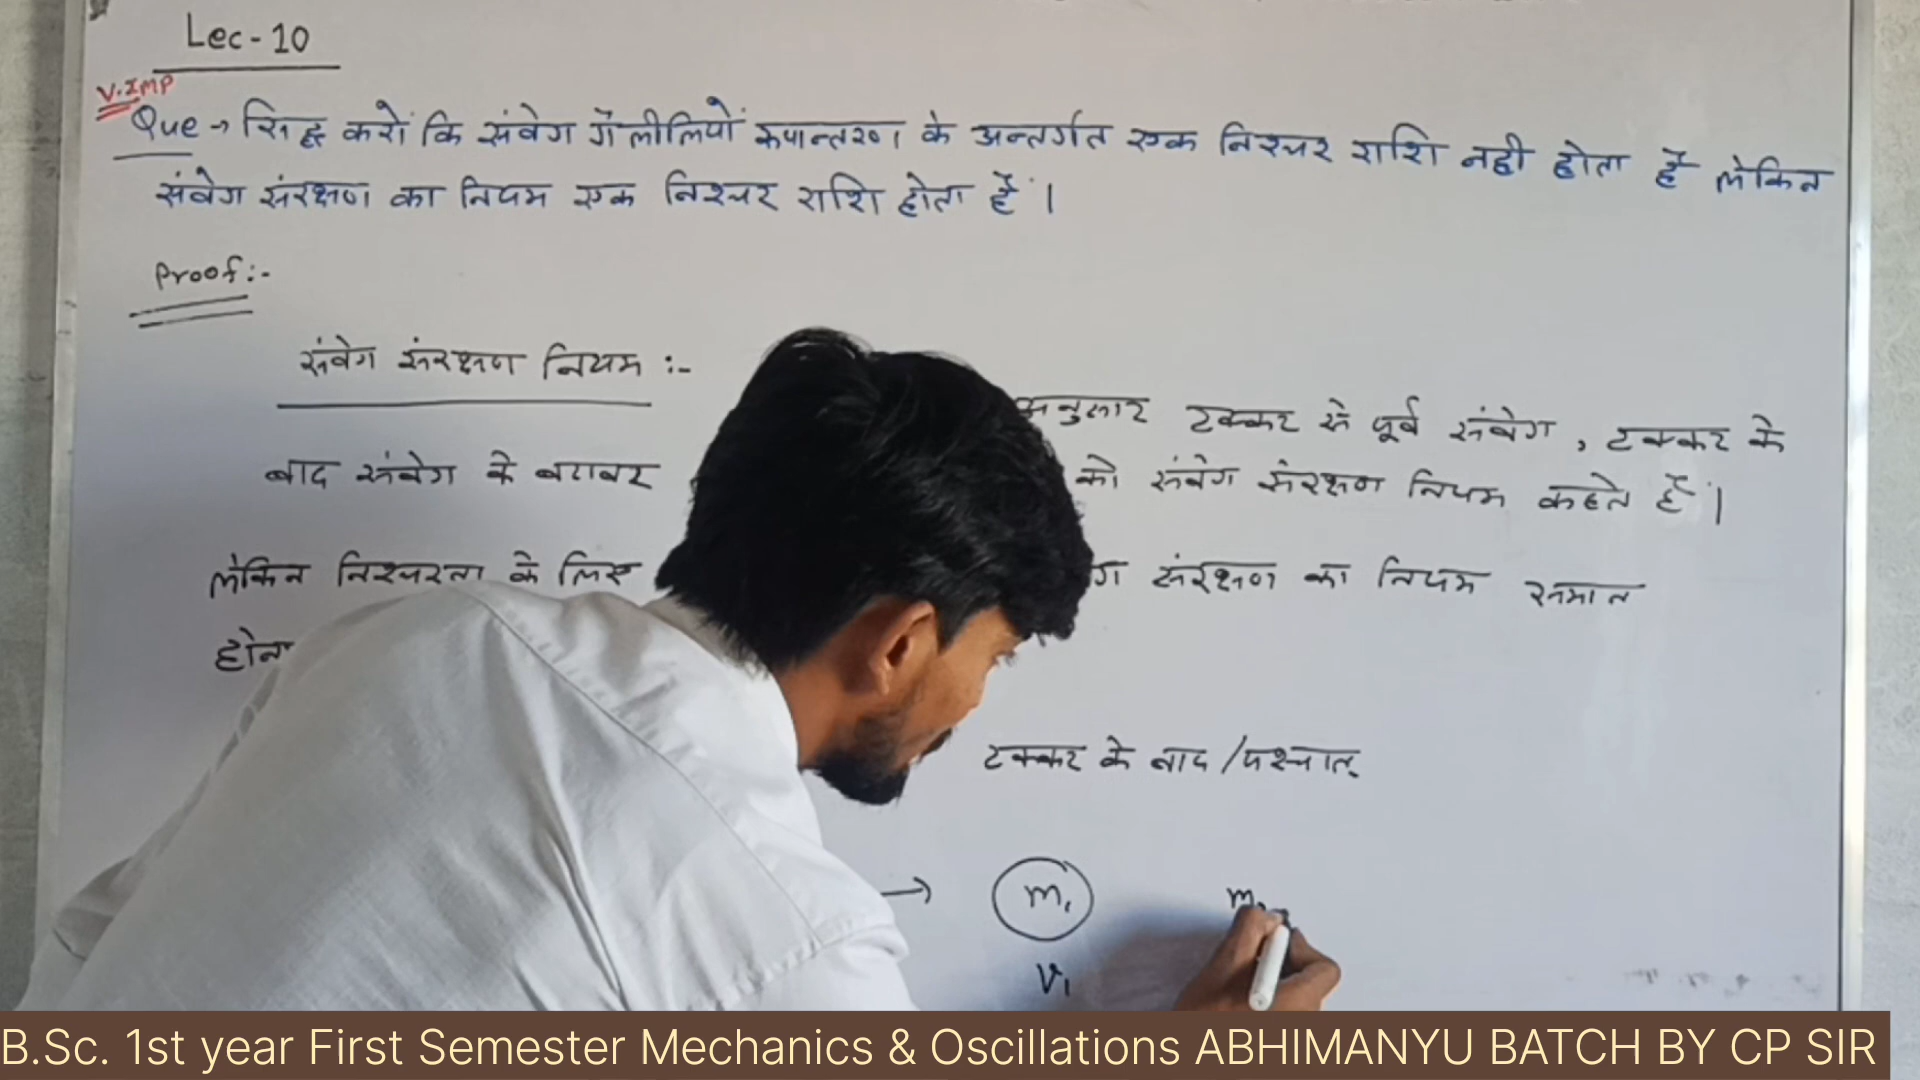 Lec-10
V.IMP
Que → सिद्ध करों कि संवेग गैलीलियों रूपान्तरण के अन्तर्गत एक निश्चर राशि नही होता हैं लेकिन
संवेग संरक्षण का नियम एक निश्चर राशि होता हैं।
Proof:-
संवेग संरक्षण नियम :-
अनुसार टक्कर से पूर्व संवेग, टक्कर के
बाद संवेग के बराबर को संवेग संरक्षण नियम कहते हैं।
लेकिन निश्चरता के लिए संरक्षण का नियम समान
होना
टक्कर के बाद /पश्चात्
→ m₁ m₂
v₁
B.Sc. 1st year First Semester Mechanics & Oscillations ABHIMANYU BATCH BY CP SIR